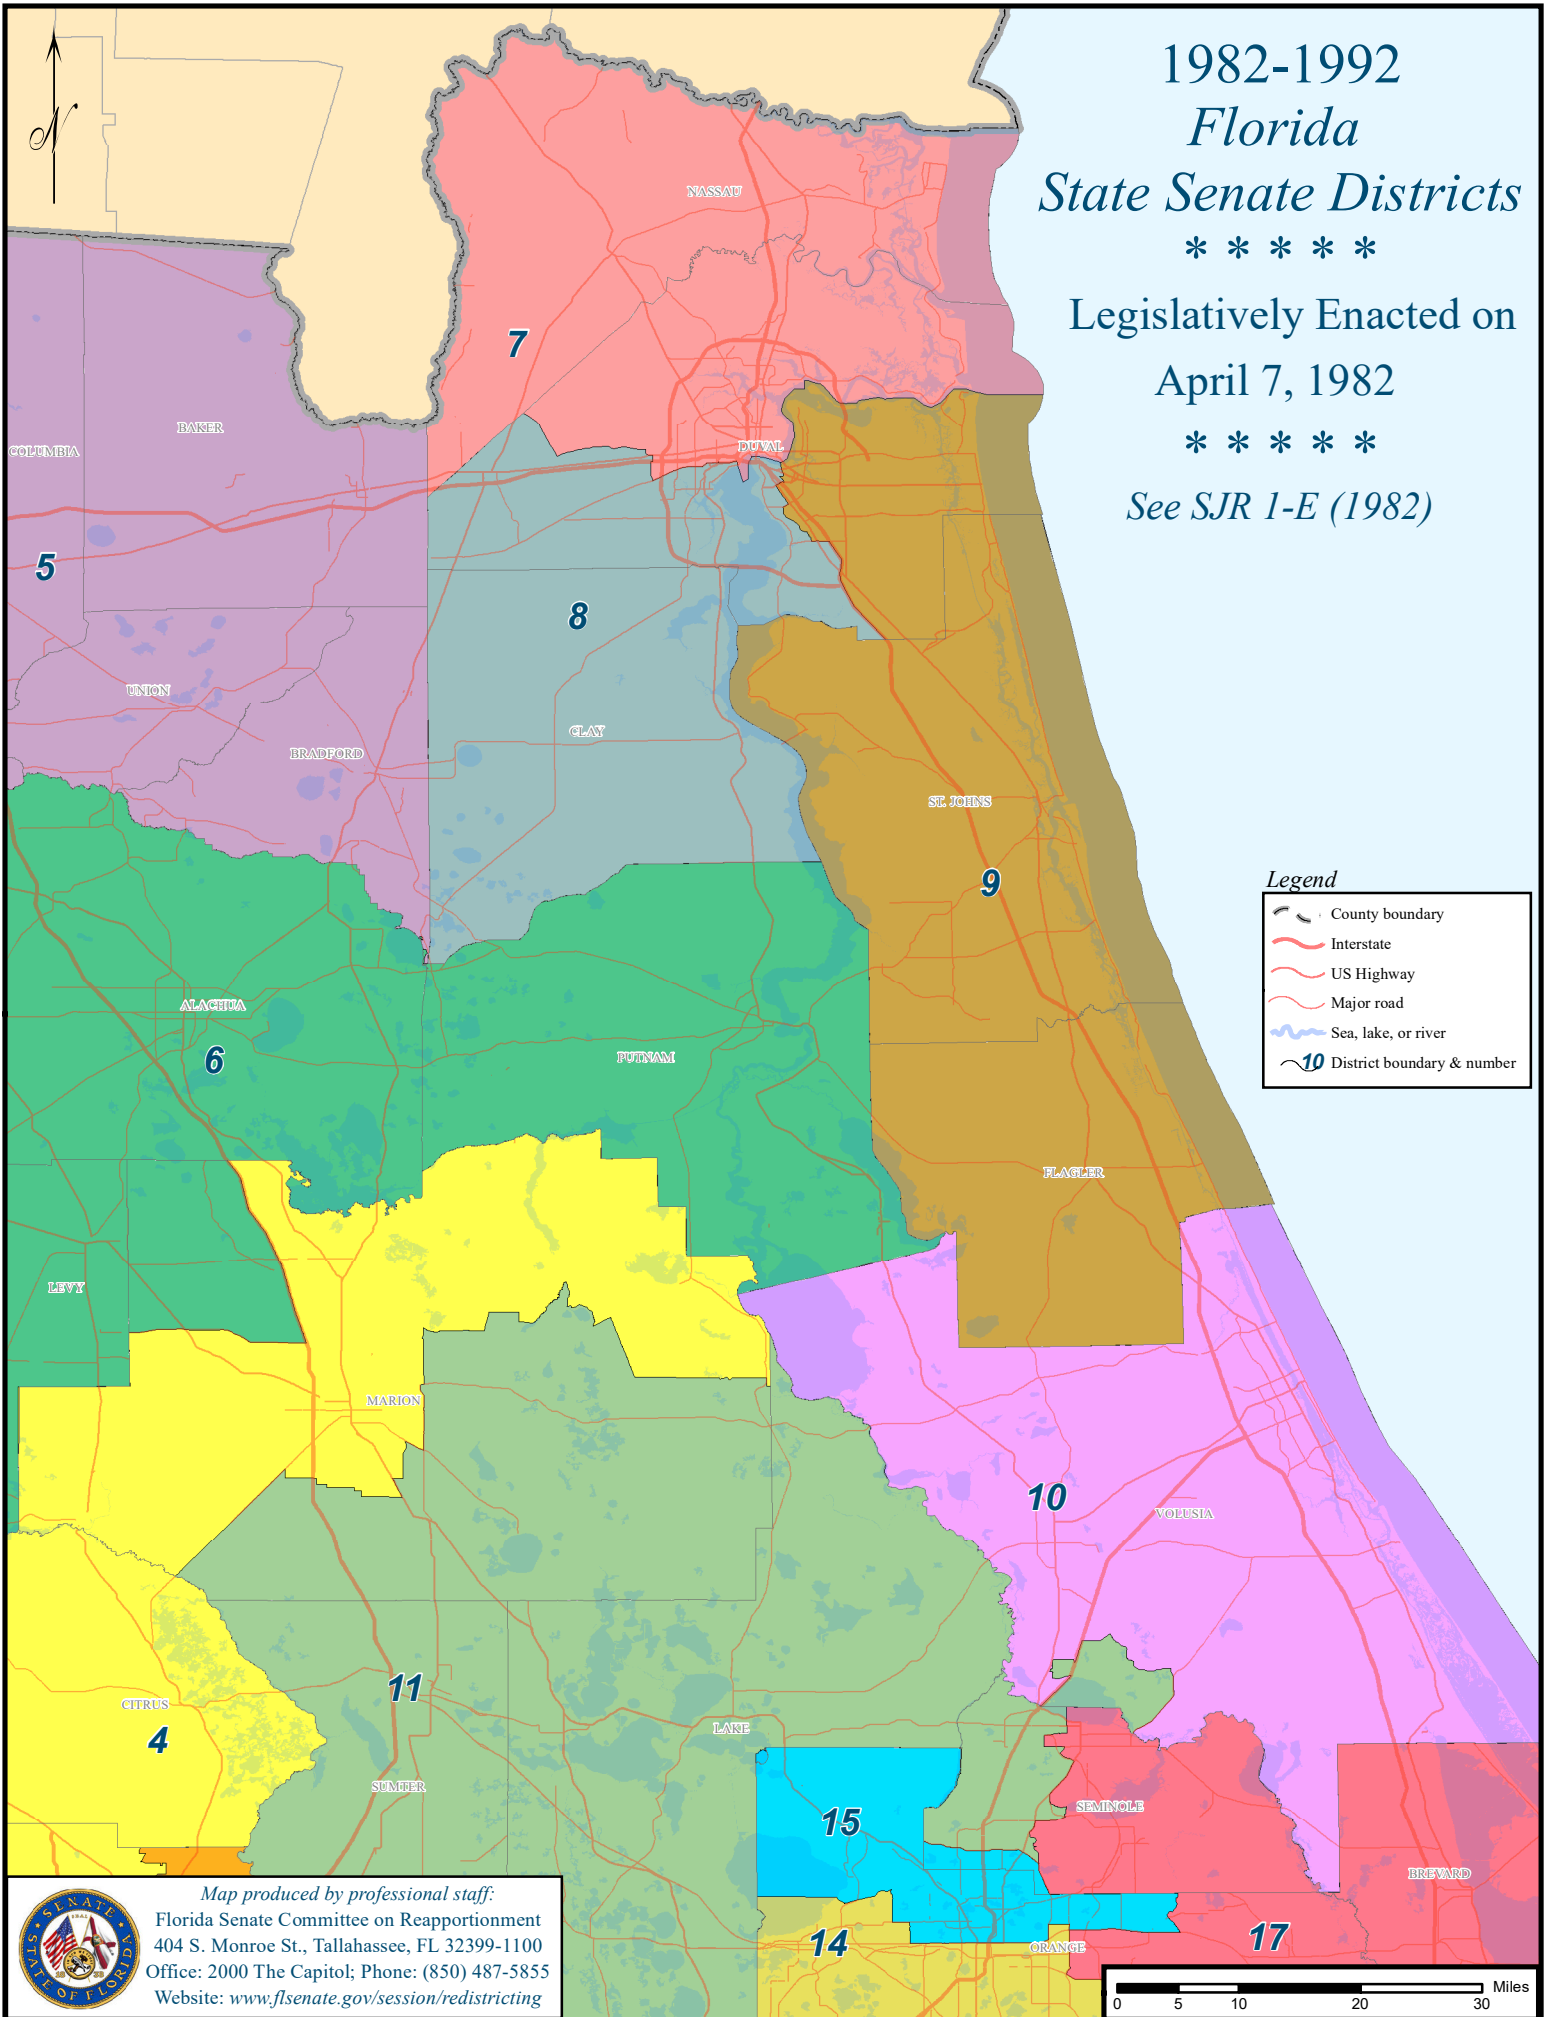 N
1982-1992
Florida
State Senate Districts
* * * * *
Legislatively Enacted on
April 7, 1982
* * * * *
See SJR 1-E (1982)
NASSAU
7
BAKER
COLUMBIA
DUVAL
5
8
UNION
CLAY
BRADFORD
ST. JOHNS
9
Legend
County boundary
Interstate
US Highway
Major road
Sea, lake, or river
10 District boundary & number
ALACHUA
6
PUTNAM
FLAGLER
LEVY
MARION
10
VOLUSIA
11
CITRUS
4
LAKE
SUMTER
15
SEMINOLE
BREVARD
14
ORANGE
17
SENATE
STATE OF FLORIDA
Map produced by professional staff:
Florida Senate Committee on Reapportionment
404 S. Monroe St., Tallahassee, FL 32399-1100
Office: 2000 The Capitol; Phone: (850) 487-5855
Website: www.flsenate.gov/session/redistricting
Miles
0 5 10 20 30